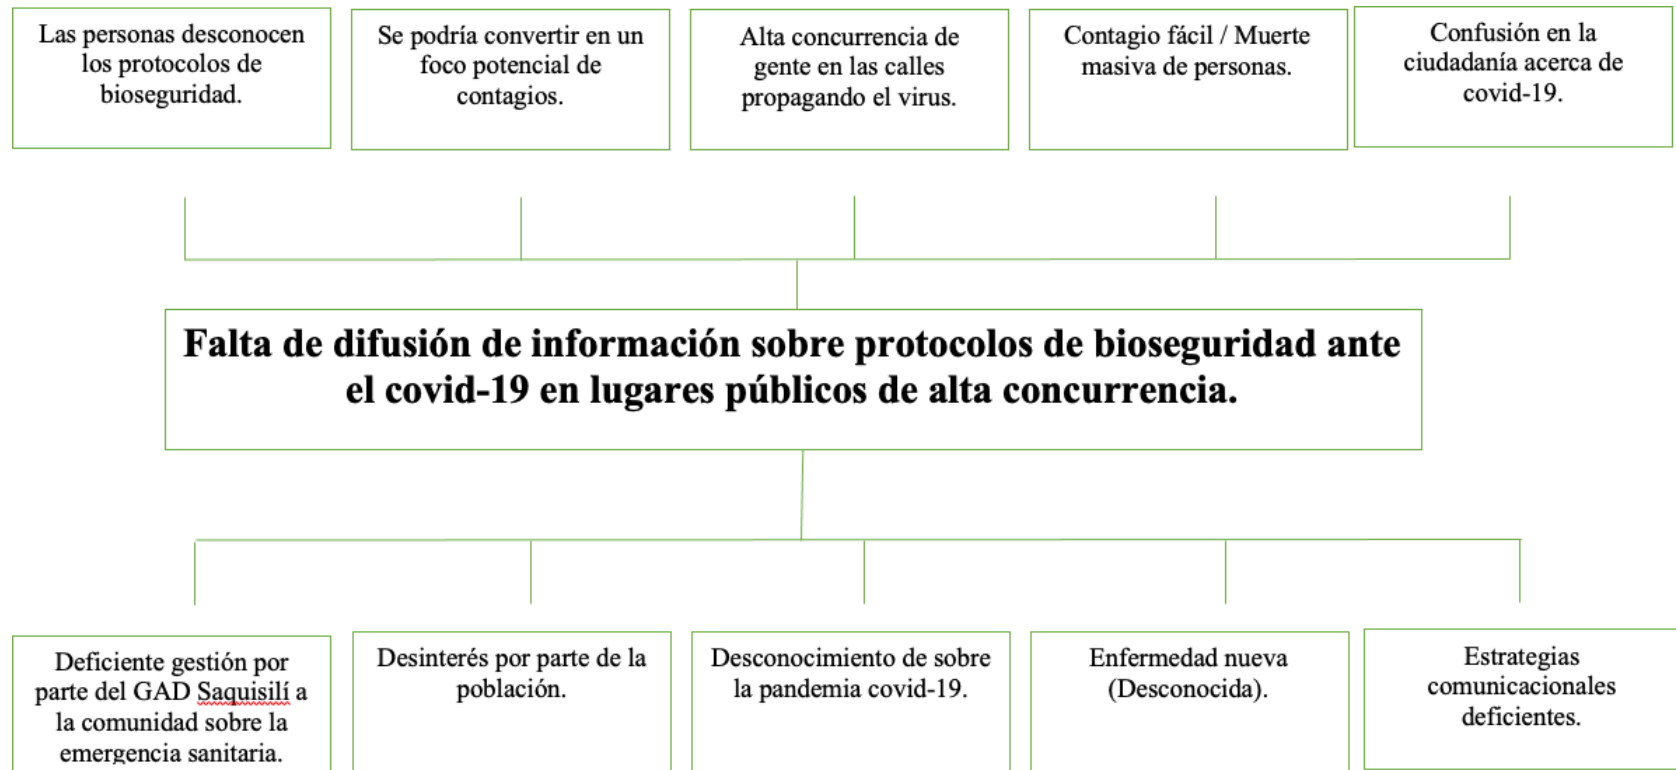 Las personas desconocen
los protocolos de
bioseguridad.
Se podría convertir en un
foco potencial de
contagios.
Alta concurrencia de
gente en las calles
propagando el virus.
Contagio fácil / Muerte
masiva de personas.
Confusión en la
ciudadanía acerca de
covid-19.
Falta de difusión de información sobre protocolos de bioseguridad ante
el covid-19 en lugares públicos de alta concurrencia.
Deficiente gestión por
parte del GAD Saquisilí a
la comunidad sobre la
emergencia sanitaria.
Desinterés por parte de la
población.
Desconocimiento de sobre
la pandemia covid-19.
Enfermedad nueva
(Desconocida).
Estrategias
comunicacionales
deficientes.